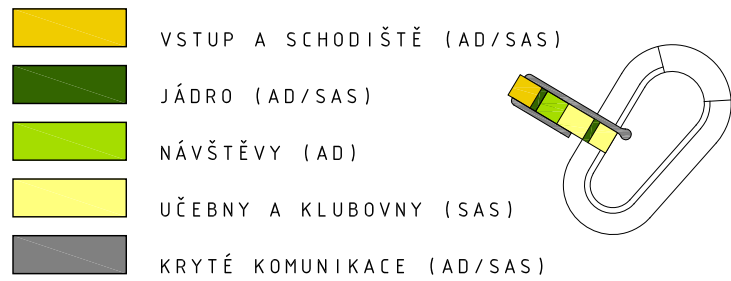 VSTUP A SCHODIŠTĚ (AD/SAS)
JÁDRO (AD/SAS)
NÁVŠTĚVY (AD)
UČEBNY A KLUBOVNY (SAS)
KRYTÉ KOMUNIKACE (AD/SAS)